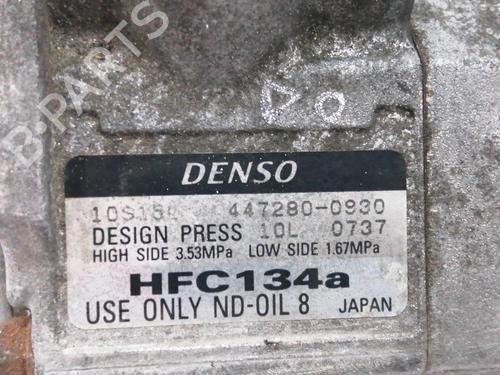 B-PARTS
DENSO
447280-0930
DESIGN PRESS 10L 0737
HIGH SIDE 3.53MPa LOW SIDE 1.67MPa
HFC134a
USE ONLY ND-OIL 8 JAPAN